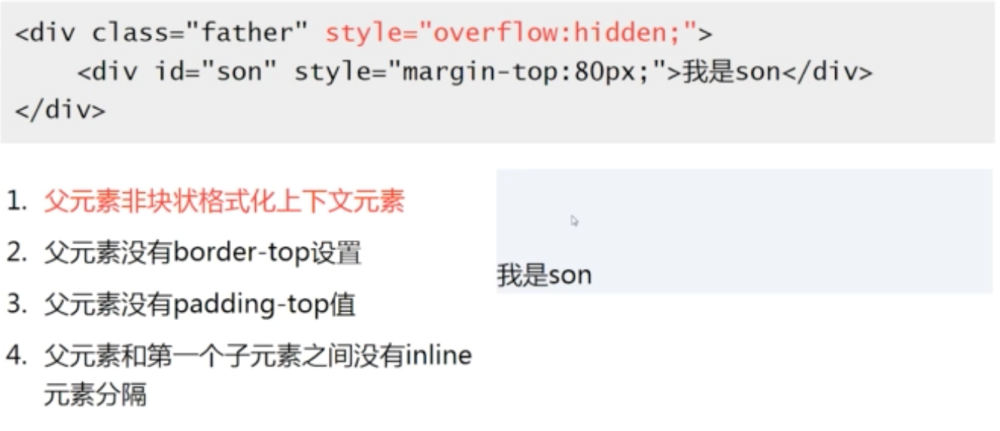 <div class="father" style="overflow:hidden;">
<div id="son" style="margin-top:80px;">我是son</div>
</div>
1. 父元素非块状格式化上下文元素
2. 父元素没有border-top设置
3. 父元素没有padding-top值
4. 父元素和第一个子元素之间没有inline
元素分隔
我是son